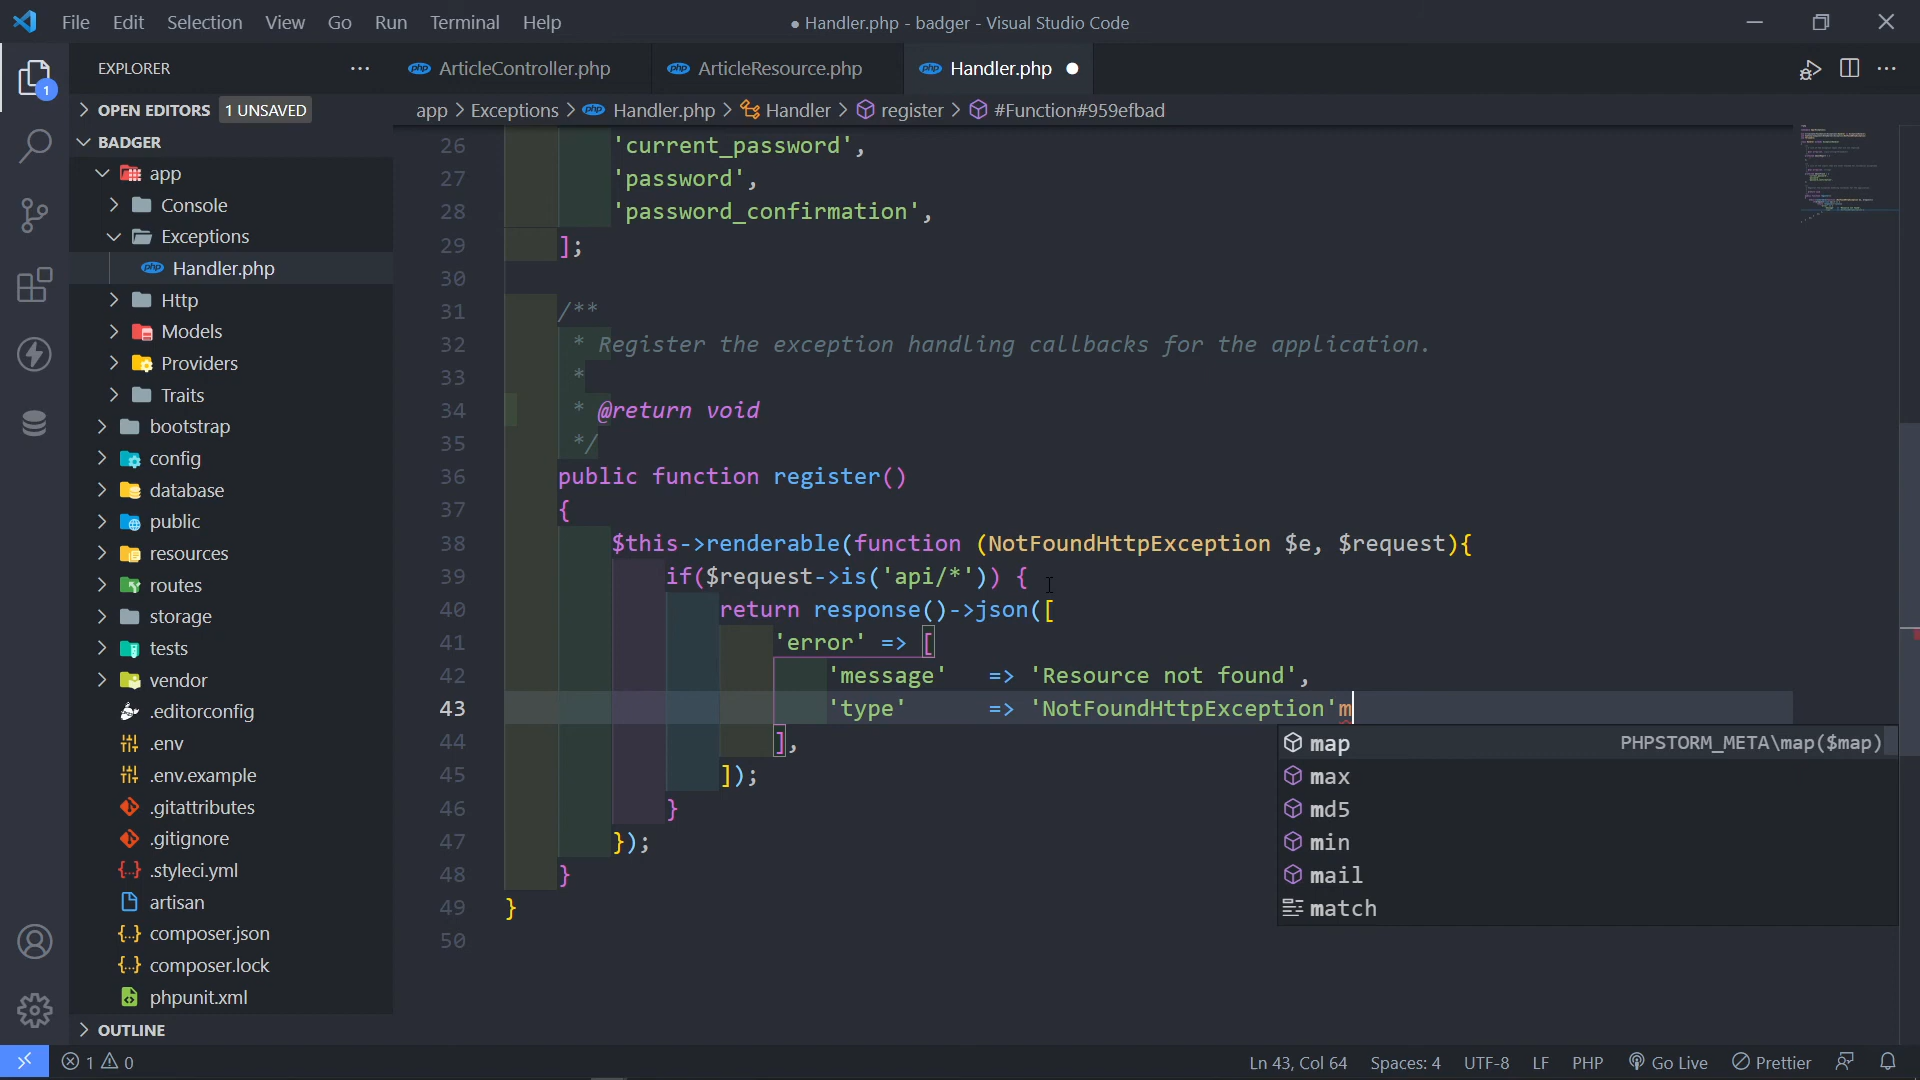 File Edit Selection View Go Run Terminal Help
● Handler.php - badger - Visual Studio Code
EXPLORER
ArticleController.php ArticleResource.php Handler.php
OPEN EDITORS 1 UNSAVED
BADGER
app
Console
Exceptions
Handler.php
Http
Models
Providers
Traits
bootstrap
config
database
public
resources
routes
storage
tests
vendor
.editorconfig
.env
.env.example
.gitattributes
.gitignore
.styleci.yml
artisan
composer.json
composer.lock
phpunit.xml
OUTLINE
app > Exceptions > Handler.php > Handler > register > #Function#959efbad
26 'current_password',
27 'password',
28 'password_confirmation',
29 ];
30
31 /**
32 * Register the exception handling callbacks for the application.
33 *
34 * @return void
35 */
36 public function register()
37 {
38 $this->renderable(function (NotFoundHttpException $e, $request){
39 if($request->is('api/*')) {
40 return response()->json([
41 'error' => [
42 'message' => 'Resource not found',
43 'type' => 'NotFoundHttpException'm
44 ],
45 ]);
46 }
47 });
48 }
49 }
50
map PHPSTORM_META\map($map)
max
md5
min
mail
match
1 0 Ln 43, Col 64 Spaces: 4 UTF-8 LF PHP Go Live Prettier